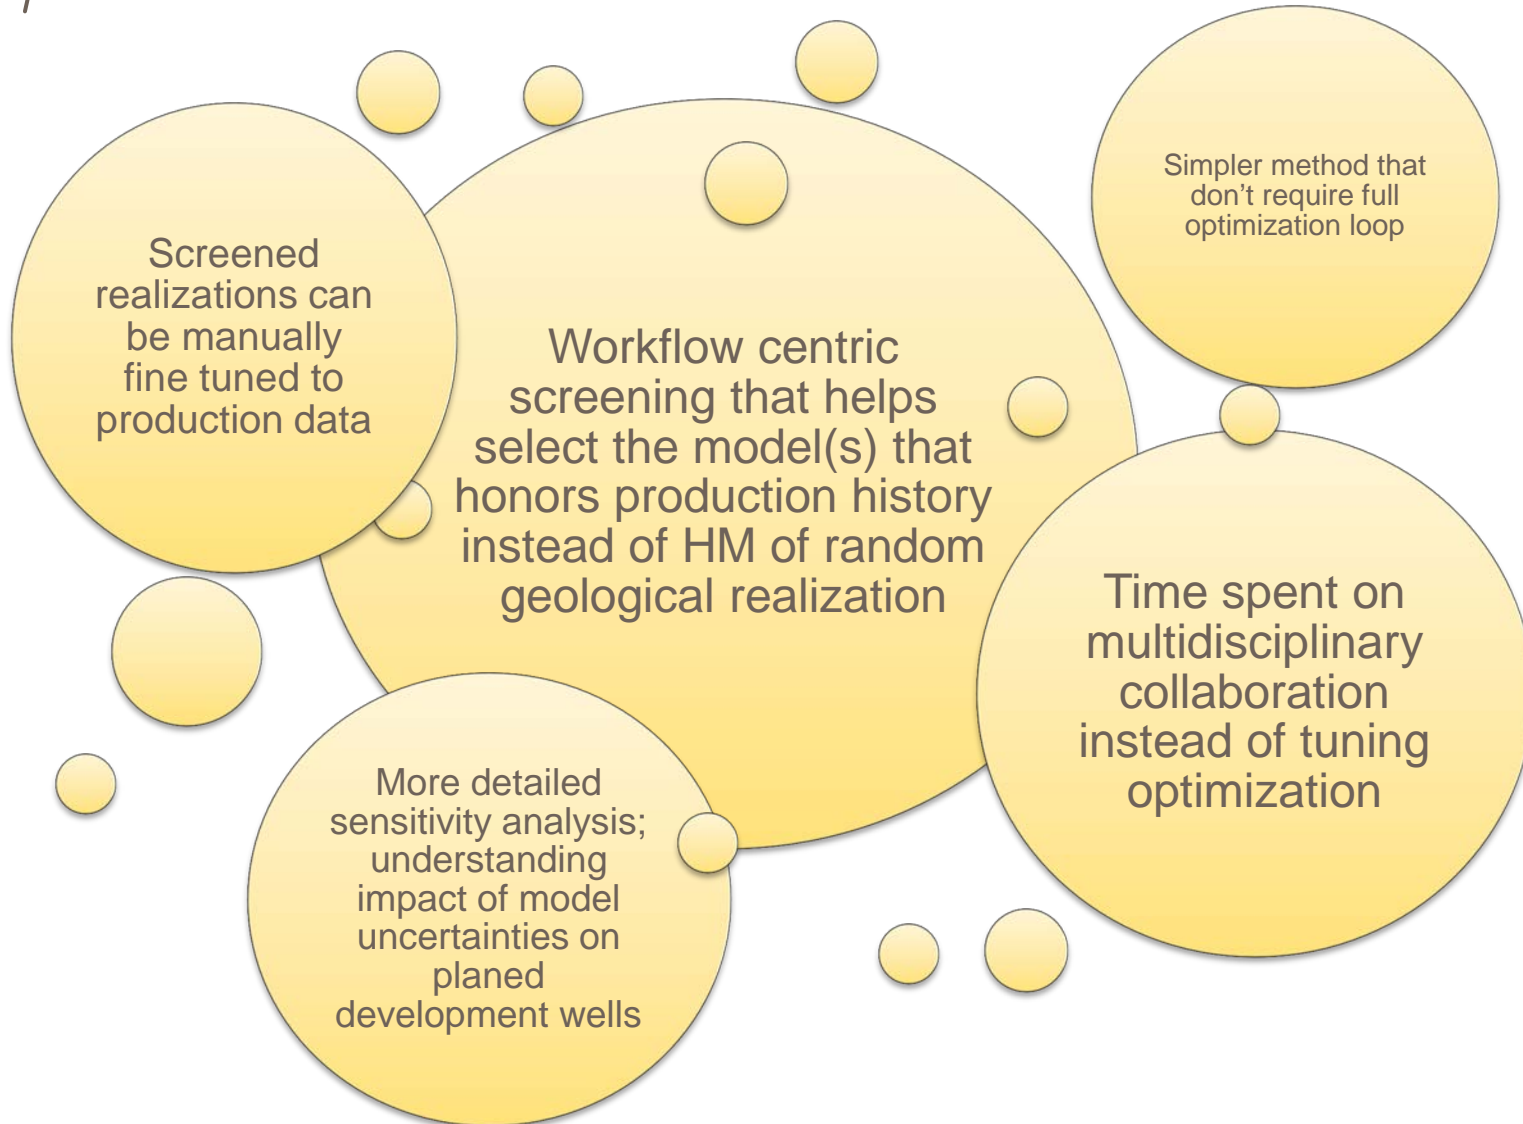 Simpler method that
don’t require full
optimization loop
Screened
realizations can
be manually
fine tuned to
production data
Workflow centric
screening that helps
select the model(s) that
honors production history
instead of HM of random
geological realization
Time spent on
multidisciplinary
collaboration
instead of tuning
optimization
More detailed
sensitivity analysis;
understanding
impact of model
uncertainties on
planed
development wells